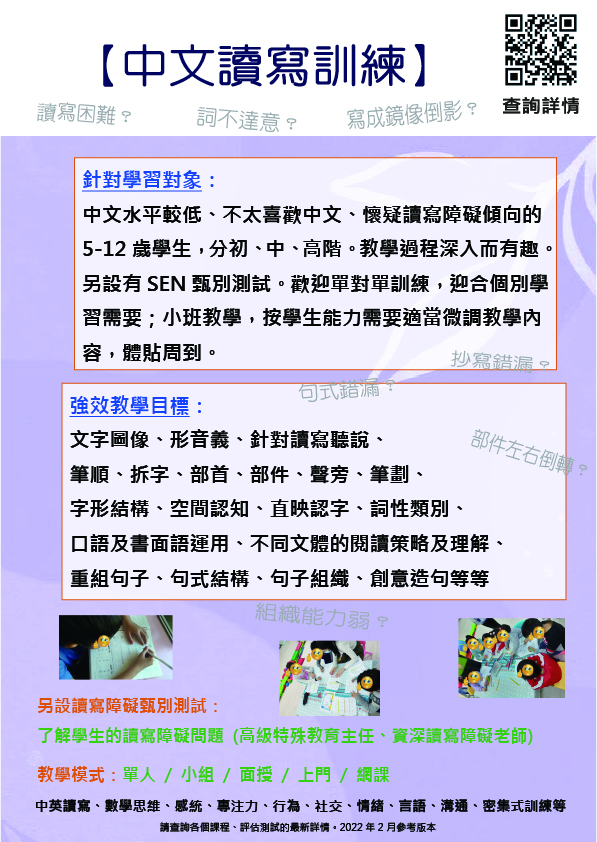 【中文讀寫訓練】
查詢詳情
讀寫困難？
詞不達意？
寫成鏡像倒影？
針對學習對象：
中文水平較低、不太喜歡中文、懷疑讀寫障礙傾向的
5-12 歲學生，分初、中、高階。教學過程深入而有趣。
另設有 SEN 甄別測試。歡迎單對單訓練，迎合個別學
習需要；小班教學，按學生能力需要適當微調教學內
容，體貼周到。
抄寫錯漏？
句式錯漏？
強效教學目標：
文字圖像、形音義、針對讀寫聽說、
筆順、拆字、部首、部件、聲旁、筆劃、
部件左右倒轉？
字形結構、空間認知、直映認字、詞性類別、
口語及書面語運用、不同文體的閱讀策略及理解、
重組句子、句式結構、句子組織、創意造句等等
組織能力弱？
另設讀寫障礙甄別測試：
了解學生的讀寫障礙問題 (高級特殊教育主任、資深讀寫障礙老師)
教學模式：單人 / 小組 / 面授 / 上門 / 網課
中英讀寫、數學思維、感統、專注力、行為、社交、情緒、言語、溝通、密集式訓練等
請查詢各個課程、評估測試的最新詳情。2022 年 2 月參考版本